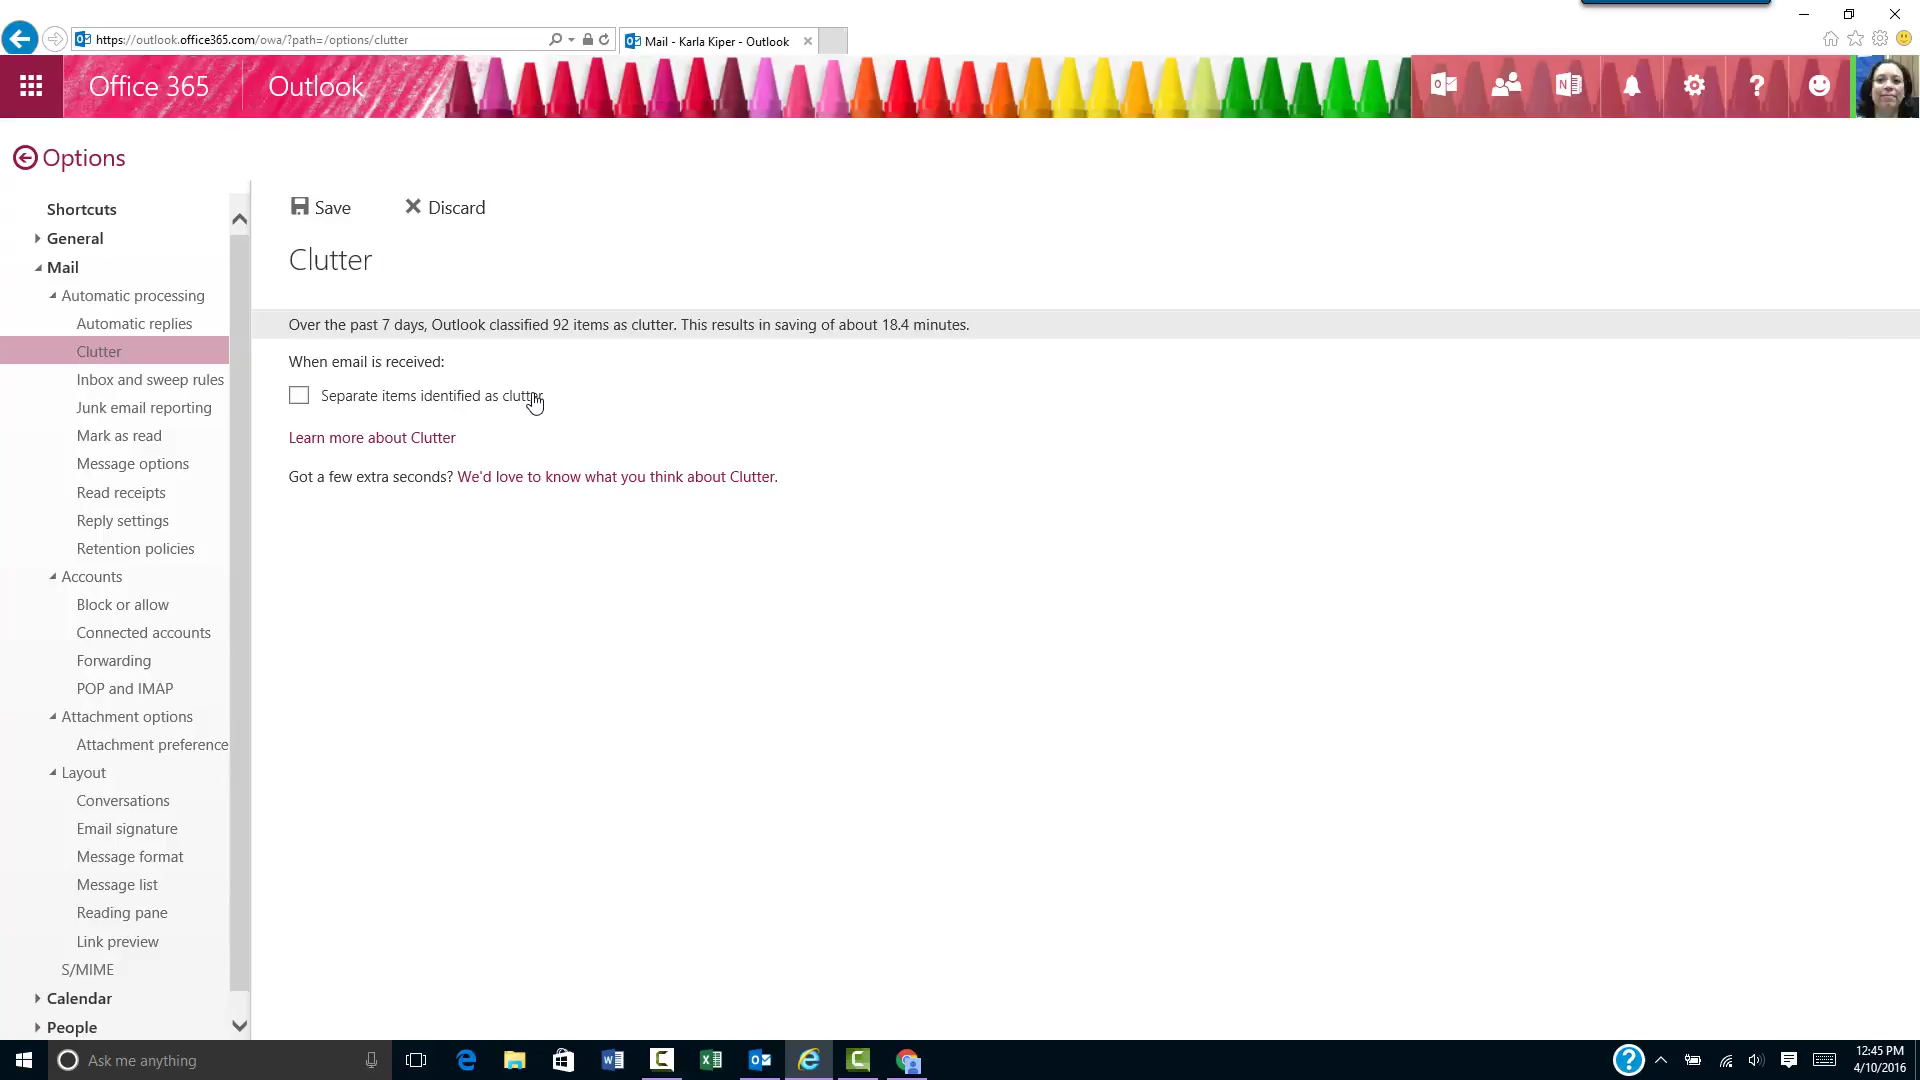 https://outlook.office365.com/owa/?path=/options/clutter
Mail - Karla Kiper - Outlook
Office 365
Outlook
Options
Shortcuts
General
Mail
Automatic processing
Automatic replies
Clutter
Inbox and sweep rules
Junk email reporting
Mark as read
Message options
Read receipts
Reply settings
Retention policies
Accounts
Block or allow
Connected accounts
Forwarding
POP and IMAP
Attachment options
Attachment preference
Layout
Conversations
Email signature
Message format
Message list
Reading pane
Link preview
S/MIME
Calendar
People
Save Discard
Clutter
Over the past 7 days, Outlook classified 92 items as clutter. This results in saving of about 18.4 minutes.
When email is received:
Separate items identified as clutter
Learn more about Clutter
Got a few extra seconds? We'd love to know what you think about Clutter.
Ask me anything
12:45 PM
4/10/2016